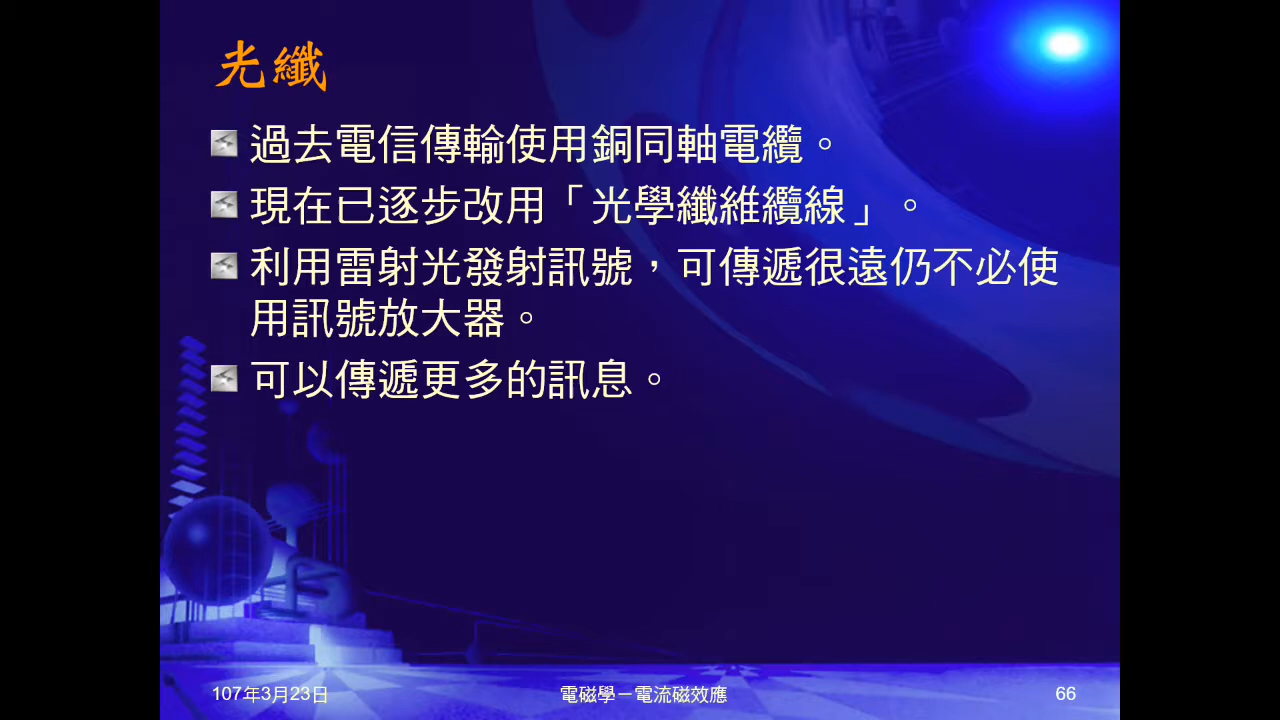 光纖
過去電信傳輸使用銅同軸電纜。
現在已逐步改用「光學纖維纜線」。
利用雷射光發射訊號，可傳遞很遠仍不必使
用訊號放大器。
可以傳遞更多的訊息。
107年3月23日
電磁學－電流磁效應
66